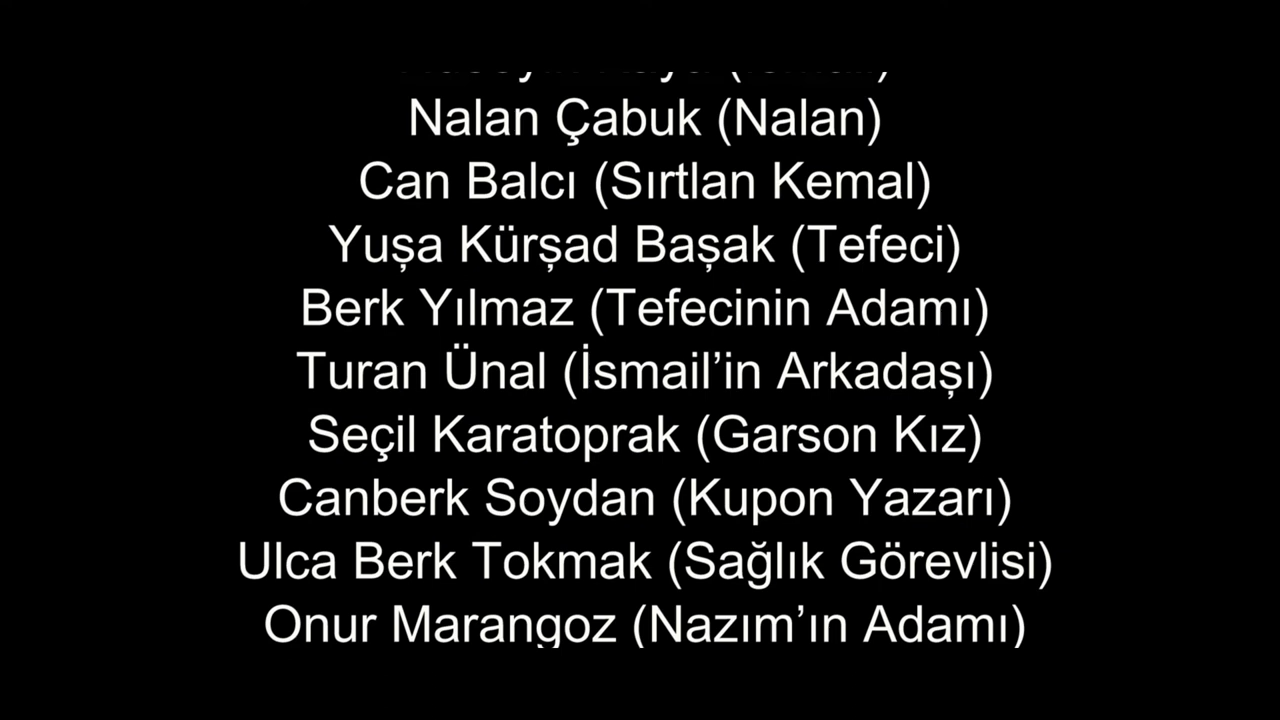 Nalan Çabuk (Nalan)
Can Balcı (Sırtlan Kemal)
Yuşa Kürşad Başak (Tefeci)
Berk Yılmaz (Tefecinin Adamı)
Turan Ünal (İsmail’in Arkadaşı)
Seçil Karatoprak (Garson Kız)
Canberk Soydan (Kupon Yazarı)
Ulca Berk Tokmak (Sağlık Görevlisi)
Onur Marangoz (Nazım’ın Adamı)